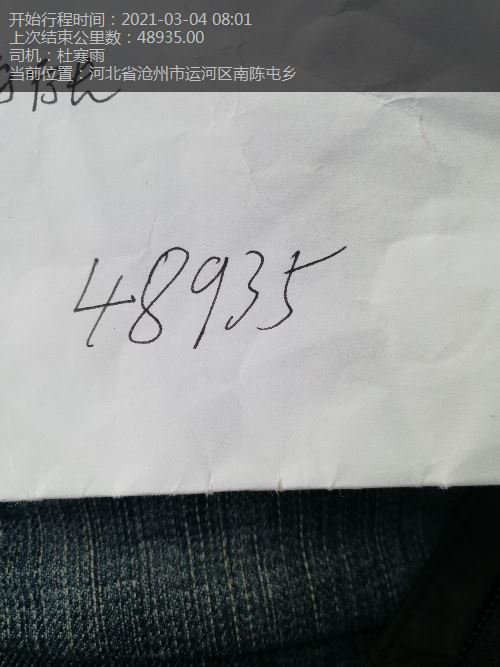 开始行程时间：2021-03-04 08:01
上次结束公里数：48935.00
司机：杜寒雨
当前位置：河北省沧州市运河区南陈屯乡
48935